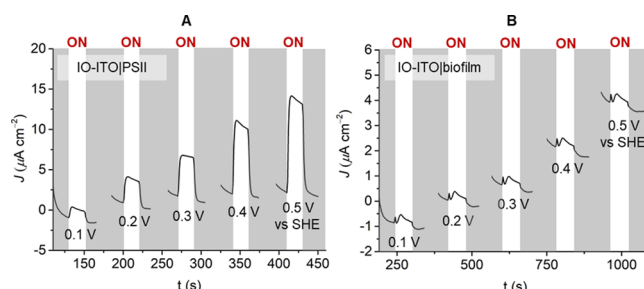 A
B
ON ON ON ON ON
ON ON ON ON ON
IO-ITO|PSII
IO-ITO|biofilm
J (μA cm⁻²)
20
15
10
5
0
-5
0.1 V
0.2 V
0.3 V
0.4 V
0.5 V
vs SHE
150 200 250 300 350 400 450
t (s)
J (μA cm⁻²)
6
5
4
3
2
1
0
-1
-2
0.1 V
0.2 V
0.3 V
0.4 V
0.5 V
vs SHE
250 500 750 1000
t (s)